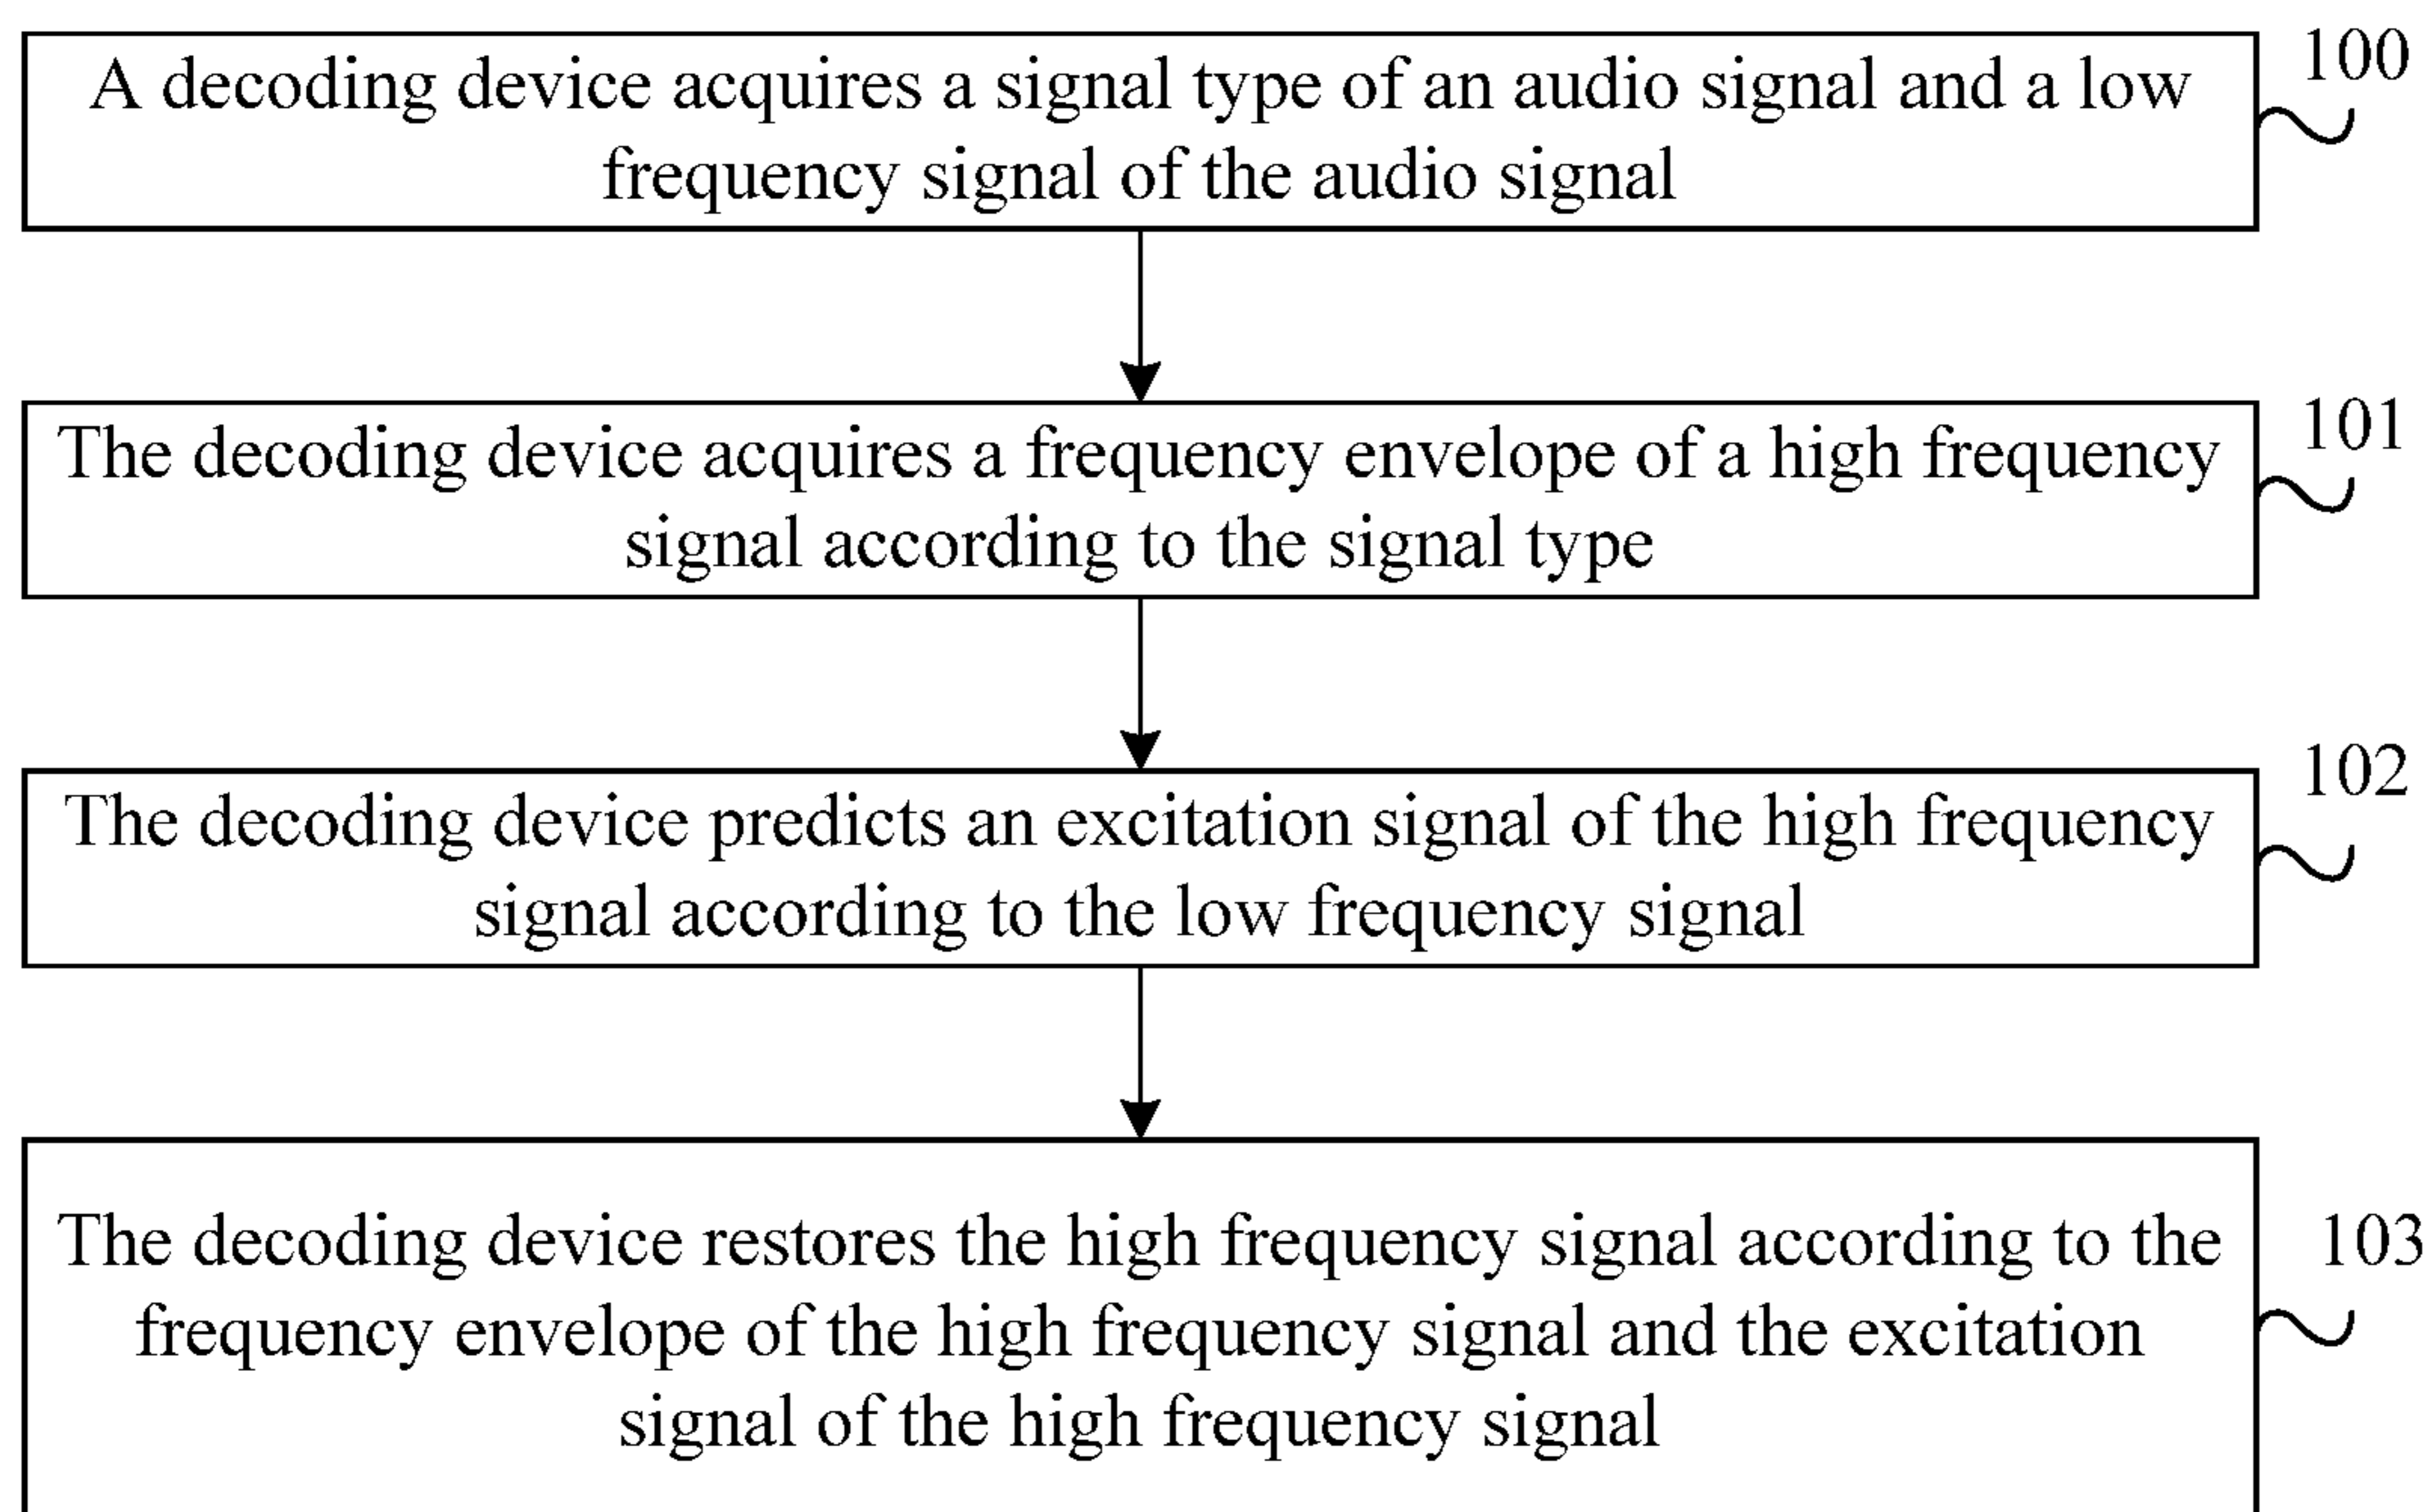 A decoding device acquires a signal type of an audio signal and a low
frequency signal of the audio signal
100
The decoding device acquires a frequency envelope of a high frequency
signal according to the signal type
101
The decoding device predicts an excitation signal of the high frequency
signal according to the low frequency signal
102
The decoding device restores the high frequency signal according to the
frequency envelope of the high frequency signal and the excitation
signal of the high frequency signal
103